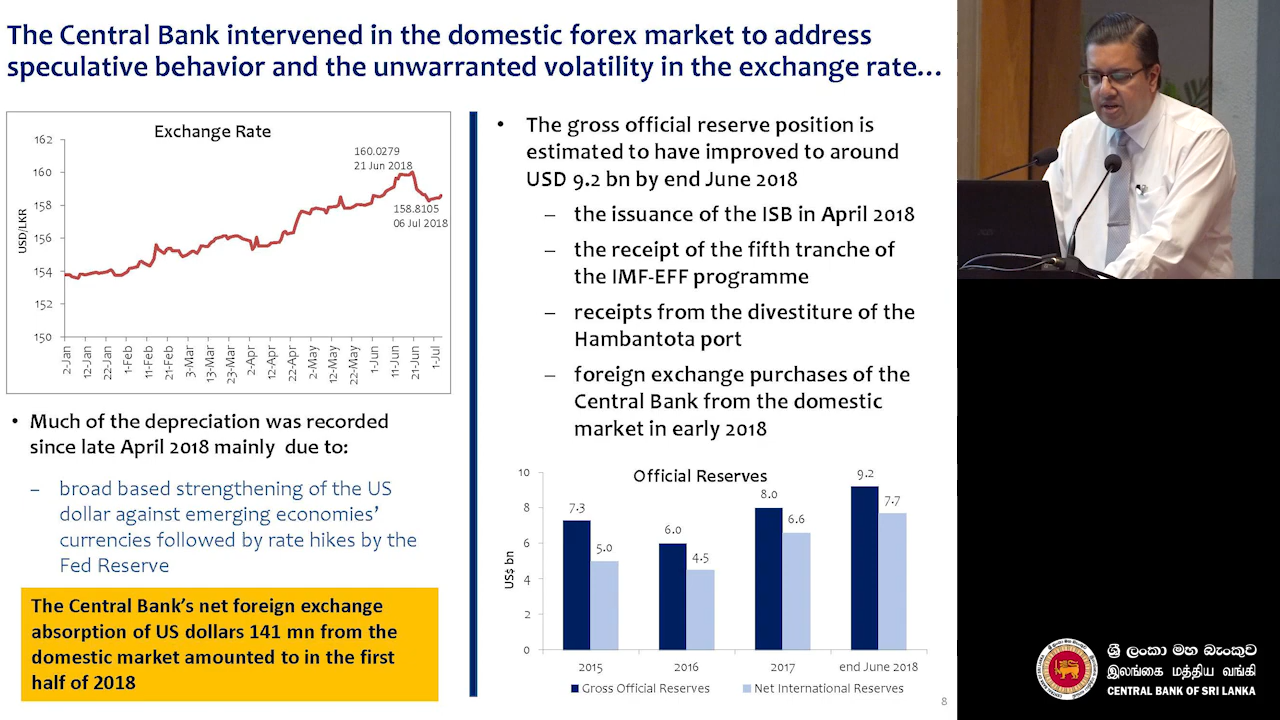 The Central Bank intervened in the domestic forex market to address
speculative behavior and the unwarranted volatility in the exchange rate…
Exchange Rate
162
160
158
156
154
152
150
USD/LKR
160.0279
21 Jun 2018
158.8105
06 Jul 2018
2-Jan
12-Jan
22-Jan
1-Feb
11-Feb
21-Feb
3-Mar
13-Mar
23-Mar
2-Apr
12-Apr
22-Apr
2-May
12-May
22-May
1-Jun
11-Jun
21-Jun
1-Jul
• Much of the depreciation was recorded
since late April 2018 mainly due to:
– broad based strengthening of the US
dollar against emerging economies’
currencies followed by rate hikes by the
Fed Reserve
The Central Bank’s net foreign exchange
absorption of US dollars 141 mn from the
domestic market amounted to in the first
half of 2018
• The gross official reserve position is
estimated to have improved to around
USD 9.2 bn by end June 2018
– the issuance of the ISB in April 2018
– the receipt of the fifth tranche of
the IMF-EFF programme
– receipts from the divestiture of the
Hambantota port
– foreign exchange purchases of the
Central Bank from the domestic
market in early 2018
Official Reserves
10
8
6
4
2
0
US$ bn
7.3
5.0
6.0
4.5
8.0
6.6
9.2
7.7
2015
2016
2017
end June 2018
Gross Official Reserves
Net International Reserves
8
ශ්‍රී ලංකා මහ බැංකුව
இலங்கை மத்திய வங்கி
CENTRAL BANK OF SRI LANKA